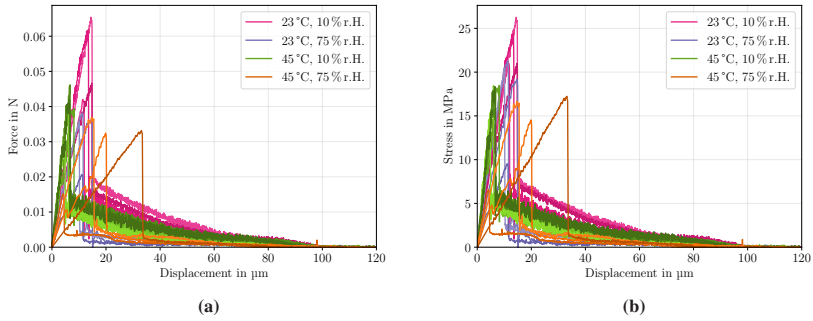 0.06
0.05
0.04
0.03
0.02
0.01
0.00
Force in N
0 20 40 60 80 100 120
Displacement in µm
23 °C, 10 % r.H.
23 °C, 75 % r.H.
45 °C, 10 % r.H.
45 °C, 75 % r.H.
(a)
25
20
15
10
5
0
Stress in MPa
0 20 40 60 80 100 120
Displacement in µm
23 °C, 10 % r.H.
23 °C, 75 % r.H.
45 °C, 10 % r.H.
45 °C, 75 % r.H.
(b)